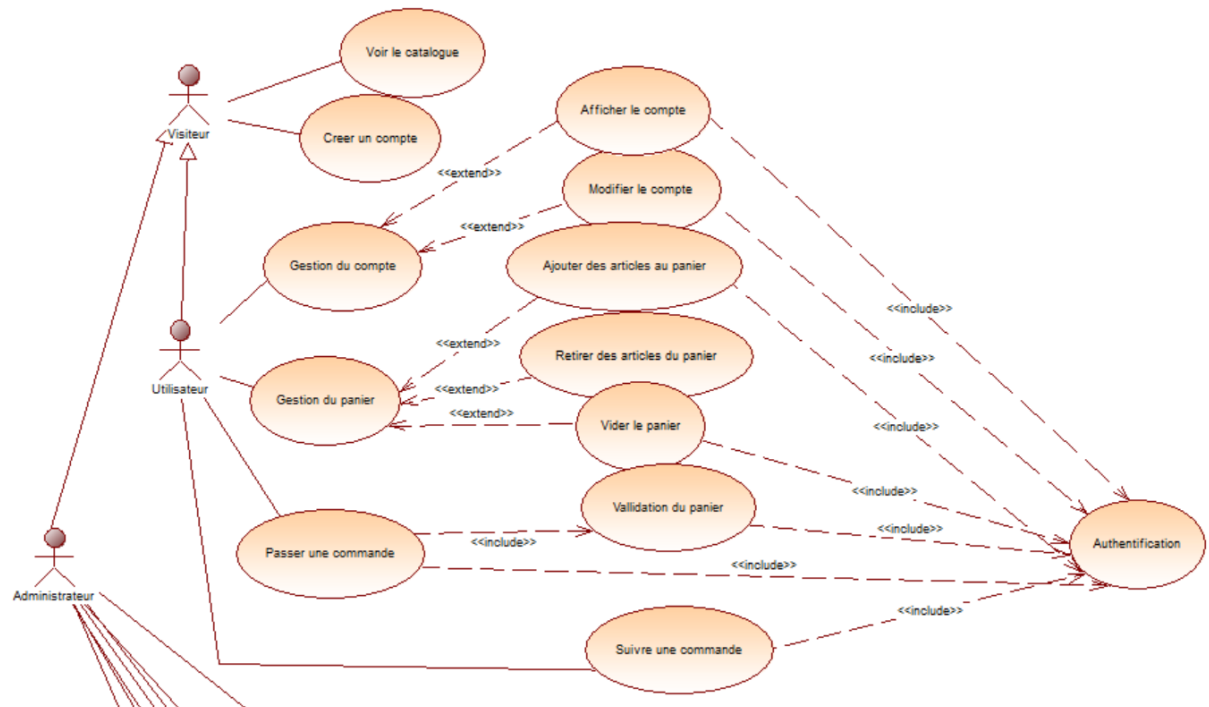 Voir le catalogue
Visiteur
Creer un compte
Afficher le compte
<<extend>>
Modifier le compte
<<extend>>
Gestion du compte
Ajouter des articles au panier
<<include>>
<<extend>>
Retirer des articles du panier
<<include>>
Utilisateur
<<extend>>
Gestion du panier
<<extend>>
Vider le panier
<<include>>
<<include>>
Vallidation du panier
<<include>>
Passer une commande
<<include>>
<<include>>
Authentification
Administrateur
<<include>>
Suivre une commande